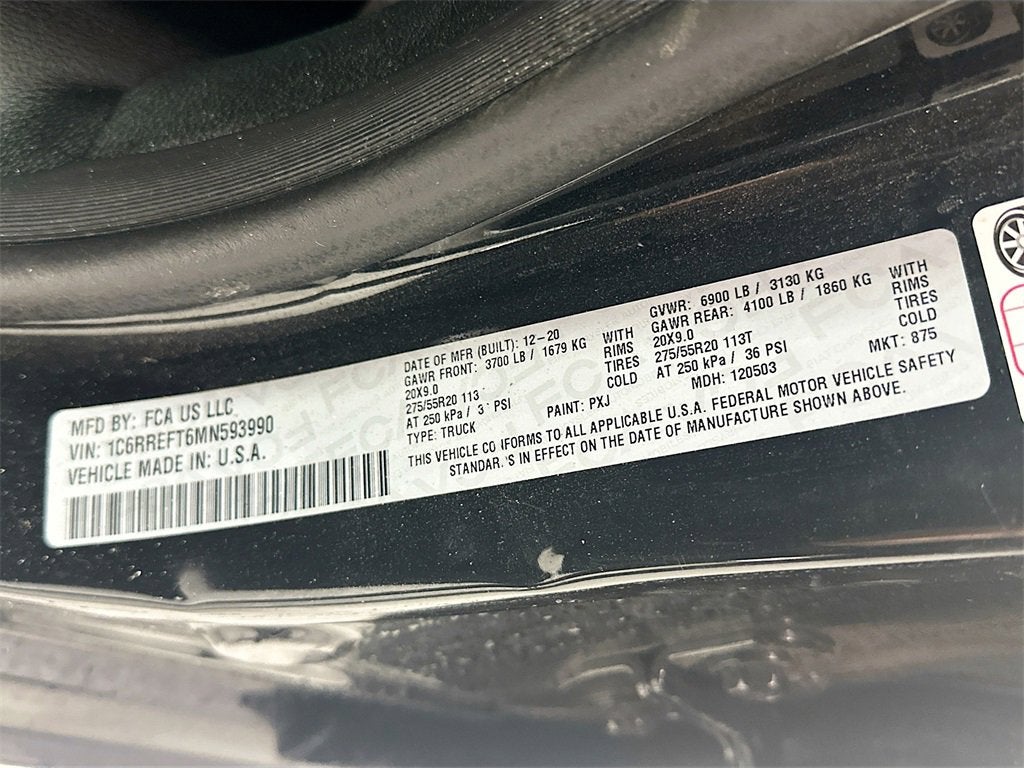 MFD BY: FCA US LLC
VIN: 1C6RREFT6MN593990
VEHICLE MADE IN: U.S.A.
DATE OF MFR (BUILT): 12-20
GAWR FRONT: 3700 LB / 1679 KG WITH
20X9.0 RIMS
275/55R20 113 TIRES
AT 250 kPa / 3 PSI COLD
TYPE: TRUCK
PAINT: PXJ
GVWR: 6900 LB / 3130 KG
GAWR REAR: 4100 LB / 1860 KG WITH
20X9.0 RIMS
275/55R20 113T TIRES
AT 250 kPa / 36 PSI COLD
MDH: 120503
MKT: 875
THIS VEHICLE CO IFORMS TO ALL APPLICABLE U.S.A. FEDERAL MOTOR VEHICLE SAFETY
STANDAR 'S IN EFFECT ON THE DATE OF MANUFACTURE SHOWN ABOVE.